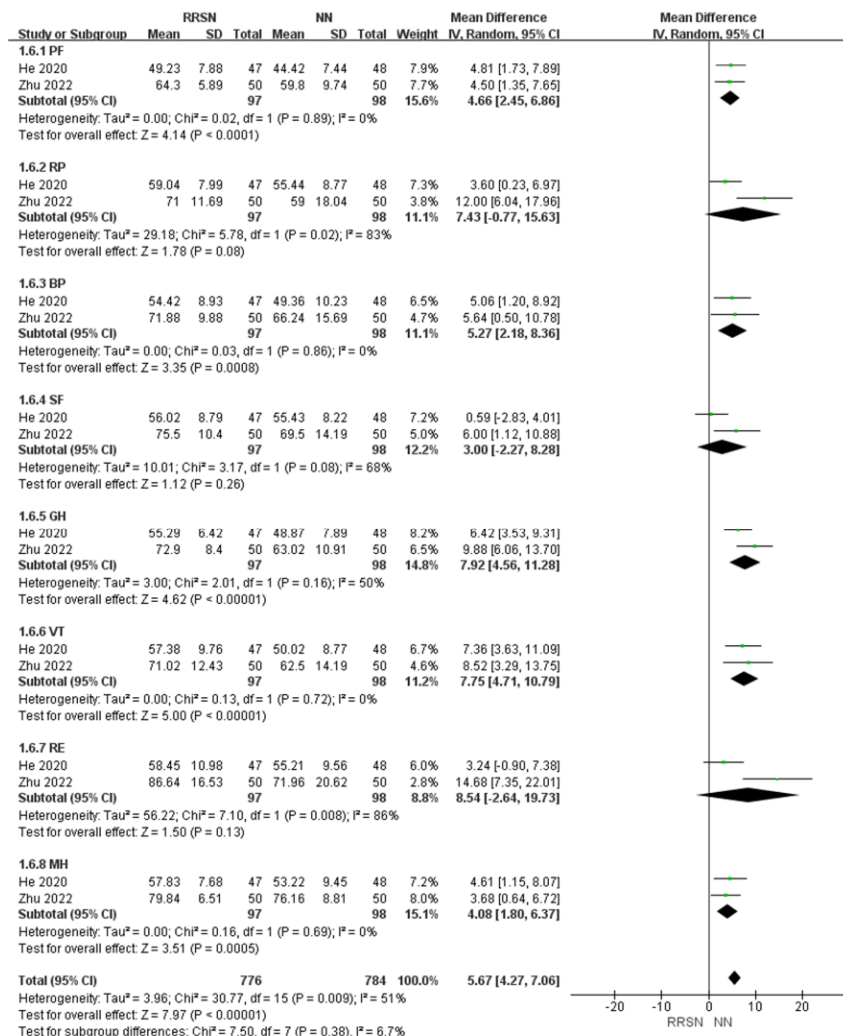 RRSN NN Mean Difference Mean Difference
Study or Subgroup Mean SD Total Mean SD Total Weight IV, Random, 95% CI IV, Random, 95% CI
1.6.1 PF
He 2020 49.23 7.88 47 44.42 7.44 48 7.9% 4.81 [1.73, 7.89]
Zhu 2022 64.3 5.89 50 59.8 9.74 50 7.7% 4.50 [1.35, 7.65]
Subtotal (95% CI) 97 98 15.6% 4.66 [2.45, 6.86]
Heterogeneity: Tau² = 0.00; Chi² = 0.02, df = 1 (P = 0.89); I² = 0%
Test for overall effect: Z = 4.14 (P < 0.0001)
1.6.2 RP
He 2020 59.04 7.99 47 55.44 8.77 48 7.3% 3.60 [0.23, 6.97]
Zhu 2022 71 11.69 50 59 18.04 50 3.8% 12.00 [6.04, 17.96]
Subtotal (95% CI) 97 98 11.1% 7.43 [-0.77, 15.63]
Heterogeneity: Tau² = 29.18; Chi² = 5.78, df = 1 (P = 0.02); I² = 83%
Test for overall effect: Z = 1.78 (P = 0.08)
1.6.3 BP
He 2020 54.42 8.93 47 49.36 10.23 48 6.5% 5.06 [1.20, 8.92]
Zhu 2022 71.88 9.88 50 66.24 15.69 50 4.7% 5.64 [0.50, 10.78]
Subtotal (95% CI) 97 98 11.1% 5.27 [2.18, 8.36]
Heterogeneity: Tau² = 0.00; Chi² = 0.03, df = 1 (P = 0.86); I² = 0%
Test for overall effect: Z = 3.35 (P = 0.0008)
1.6.4 SF
He 2020 56.02 8.79 47 55.43 8.22 48 7.2% 0.59 [-2.83, 4.01]
Zhu 2022 75.5 10.4 50 69.5 14.19 50 5.0% 6.00 [1.12, 10.88]
Subtotal (95% CI) 97 98 12.2% 3.00 [-2.27, 8.28]
Heterogeneity: Tau² = 10.01; Chi² = 3.17, df = 1 (P = 0.08); I² = 68%
Test for overall effect: Z = 1.12 (P = 0.26)
1.6.5 GH
He 2020 55.29 6.42 47 48.87 7.89 48 8.2% 6.42 [3.53, 9.31]
Zhu 2022 72.9 8.4 50 63.02 10.91 50 6.5% 9.88 [6.06, 13.70]
Subtotal (95% CI) 97 98 14.8% 7.92 [4.56, 11.28]
Heterogeneity: Tau² = 3.00; Chi² = 2.01, df = 1 (P = 0.16); I² = 50%
Test for overall effect: Z = 4.62 (P < 0.00001)
1.6.6 VT
He 2020 57.38 9.76 47 50.02 8.77 48 6.7% 7.36 [3.63, 11.09]
Zhu 2022 71.02 12.43 50 62.5 14.19 50 4.6% 8.52 [3.29, 13.75]
Subtotal (95% CI) 97 98 11.2% 7.75 [4.71, 10.79]
Heterogeneity: Tau² = 0.00; Chi² = 0.13, df = 1 (P = 0.72); I² = 0%
Test for overall effect: Z = 5.00 (P < 0.00001)
1.6.7 RE
He 2020 58.45 10.98 47 55.21 9.56 48 6.0% 3.24 [-0.90, 7.38]
Zhu 2022 86.64 16.53 50 71.96 20.62 50 2.8% 14.68 [7.35, 22.01]
Subtotal (95% CI) 97 98 8.8% 8.54 [-2.64, 19.73]
Heterogeneity: Tau² = 56.22; Chi² = 7.10, df = 1 (P = 0.008); I² = 86%
Test for overall effect: Z = 1.50 (P = 0.13)
1.6.8 MH
He 2020 57.83 7.68 47 53.22 9.45 48 7.2% 4.61 [1.15, 8.07]
Zhu 2022 79.84 6.51 50 76.16 8.81 50 8.0% 3.68 [0.64, 6.72]
Subtotal (95% CI) 97 98 15.1% 4.08 [1.80, 6.37]
Heterogeneity: Tau² = 0.00; Chi² = 0.16, df = 1 (P = 0.69); I² = 0%
Test for overall effect: Z = 3.51 (P = 0.0005)
Total (95% CI) 776 784 100.0% 5.67 [4.27, 7.06]
Heterogeneity: Tau² = 3.96; Chi² = 30.77, df = 15 (P = 0.009); I² = 51%
Test for overall effect: Z = 7.97 (P < 0.00001)
Test for subgroup differences: Chi² = 7.50, df = 7 (P = 0.38), I² = 6.7%
-20 -10 0 10 20
RRSN NN